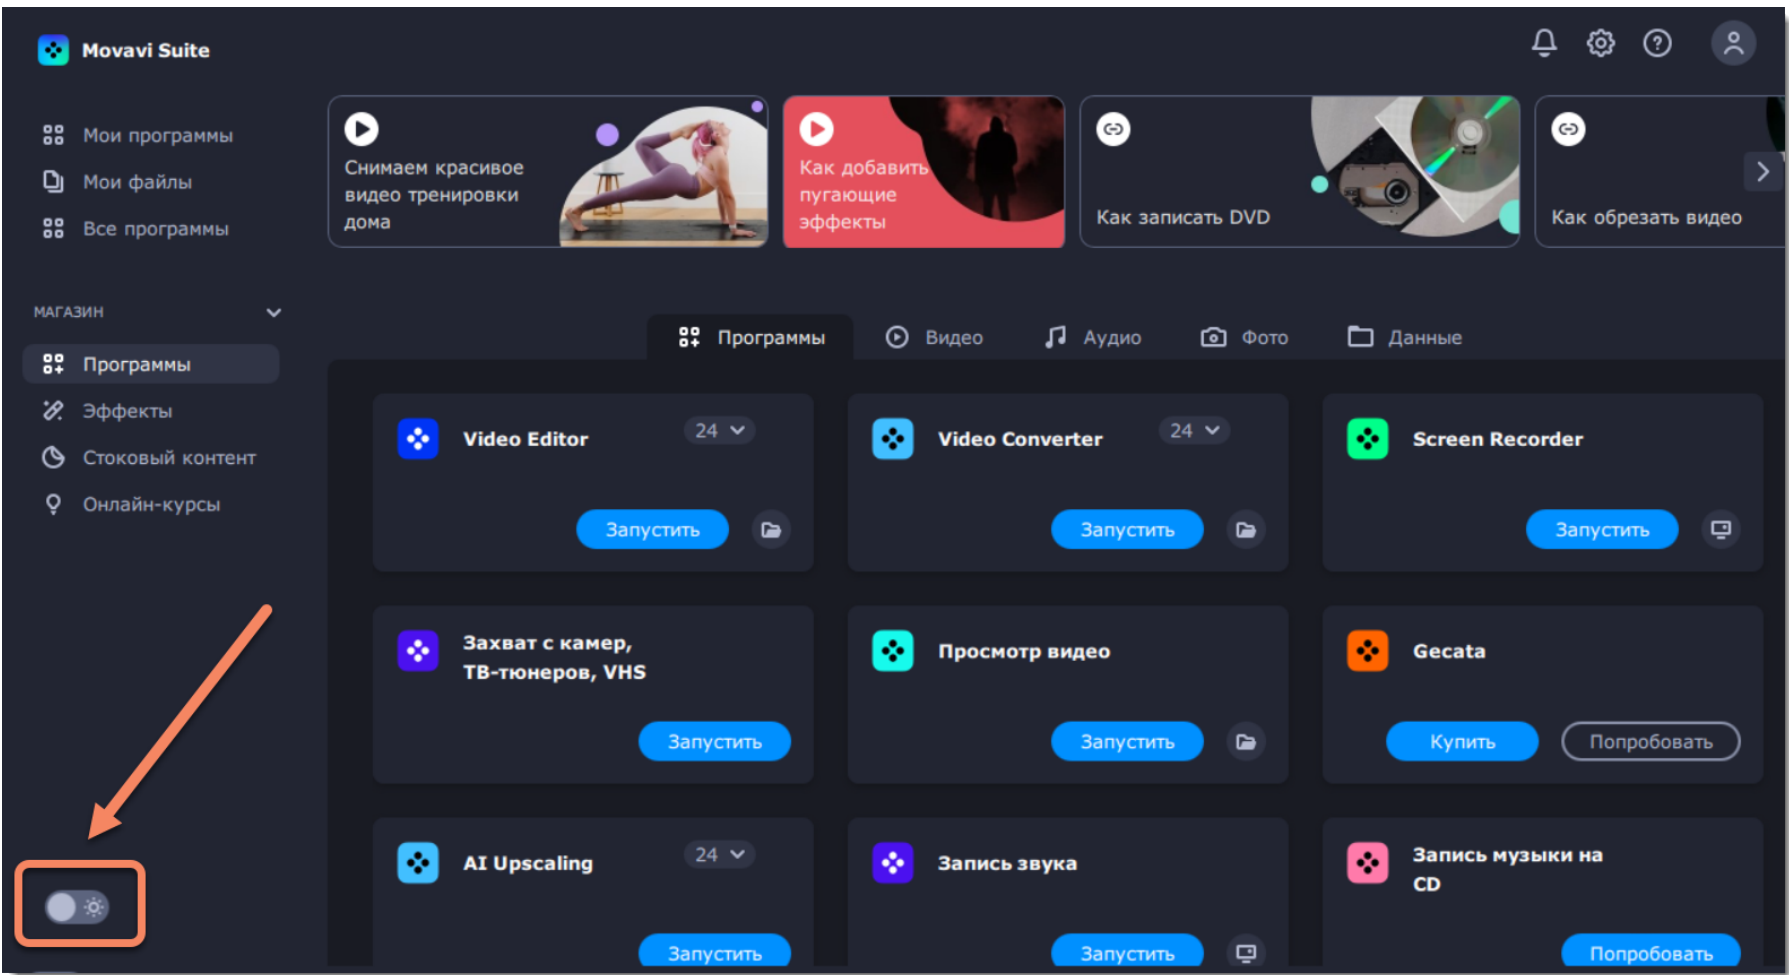 Movavi Suite
Мои программы
Мои файлы
Все программы
МАГАЗИН
Программы
Эффекты
Стоковый контент
Онлайн-курсы
Снимаем красивое
видео тренировки
дома
Как добавить
пугающие
эффекты
Как записать DVD
Как обрезать видео
Программы
Видео
Аудио
Фото
Данные
Video Editor
24
Запустить
Video Converter
24
Запустить
Screen Recorder
Запустить
Захват с камер,
ТВ-тюнеров, VHS
Запустить
Просмотр видео
Запустить
Gecata
Купить
Попробовать
AI Upscaling
24
Запустить
Запись звука
Запустить
Запись музыки на
CD
Попробовать